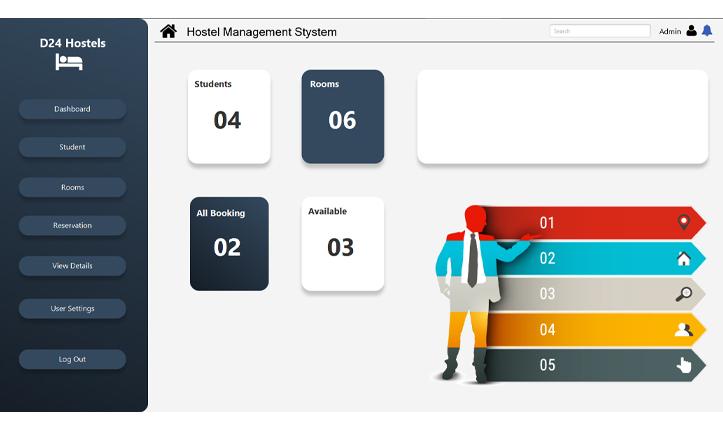 D24 Hostels
Dashboard
Student
Rooms
Reservation
View Details
User Settings
Log Out
Hostel Management Stystem
Search
Admin
Students
04
Rooms
06
All Booking
02
Available
03
01
02
03
04
05